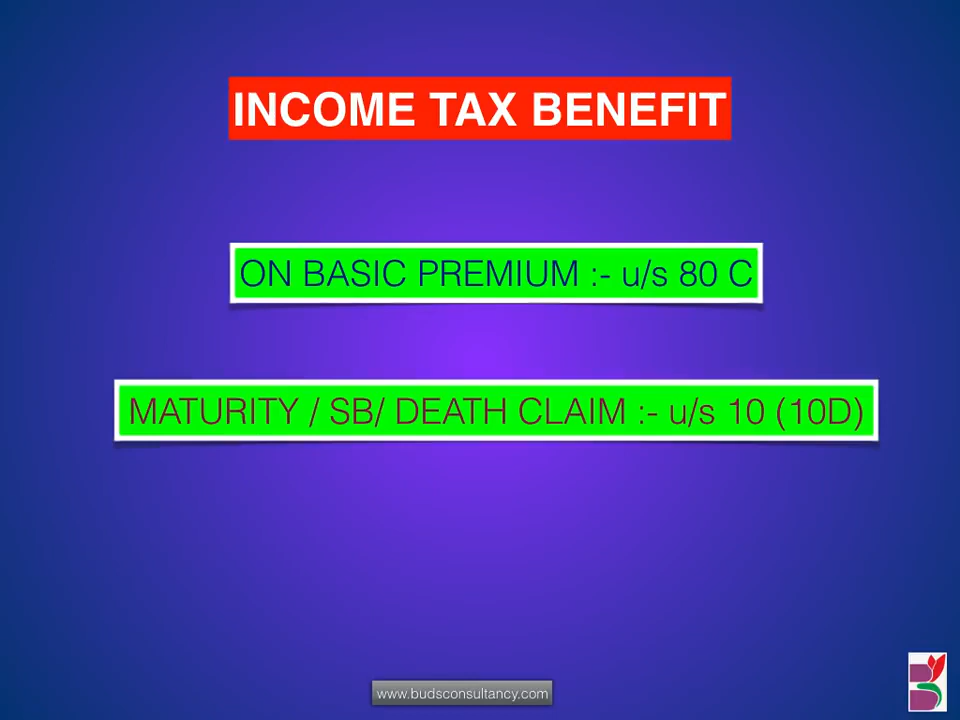 INCOME TAX BENEFIT
ON BASIC PREMIUM :- u/s 80 C
MATURITY / SB/ DEATH CLAIM :- u/s 10 (10D)
www.budsconsultancy.com